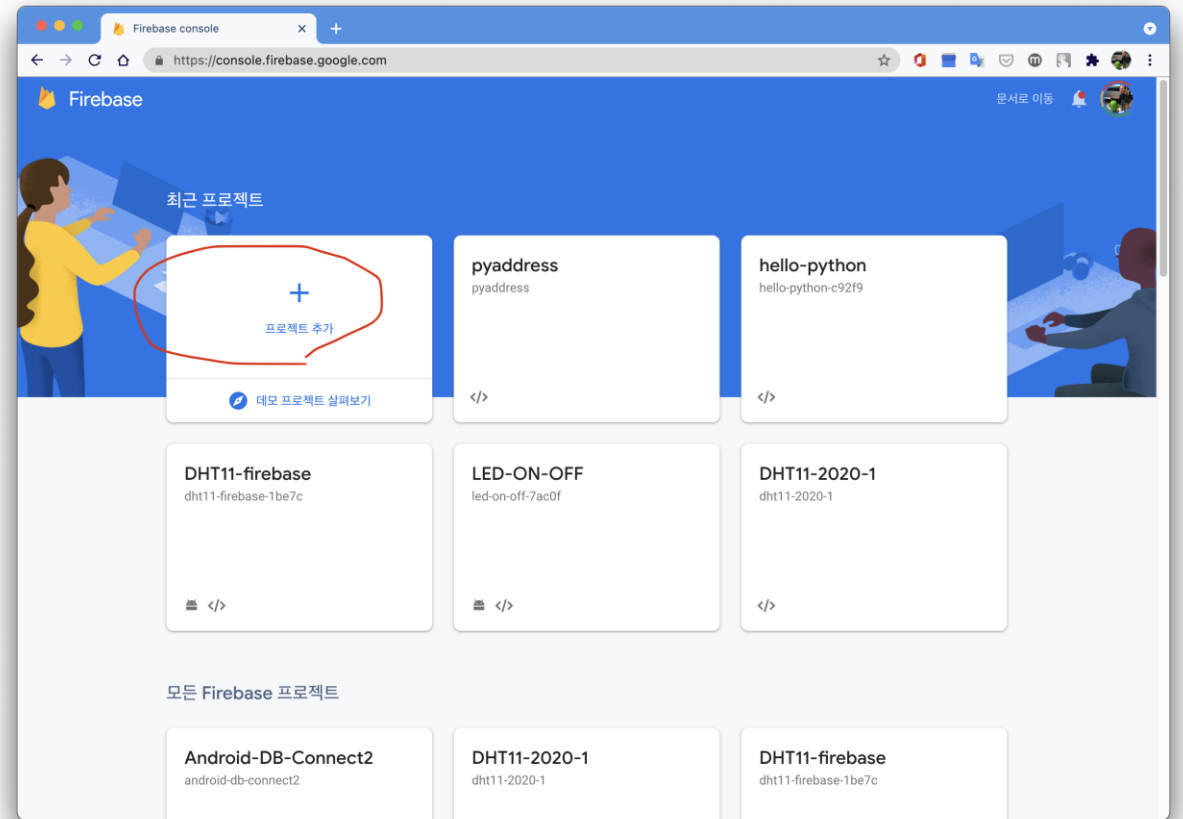 Firebase console
https://console.firebase.google.com
Firebase
문서로 이동
최근 프로젝트
프로젝트 추가
데모 프로젝트 살펴보기
pyaddress
pyaddress
</>
hello-python
hello-python-c92f9
</>
DHT11-firebase
dht11-firebase-1be7c
</>
LED-ON-OFF
led-on-off-7ac0f
</>
DHT11-2020-1
dht11-2020-1
</>
모든 Firebase 프로젝트
Android-DB-Connect2
android-db-connect2
DHT11-2020-1
dht11-2020-1
DHT11-firebase
dht11-firebase-1be7c